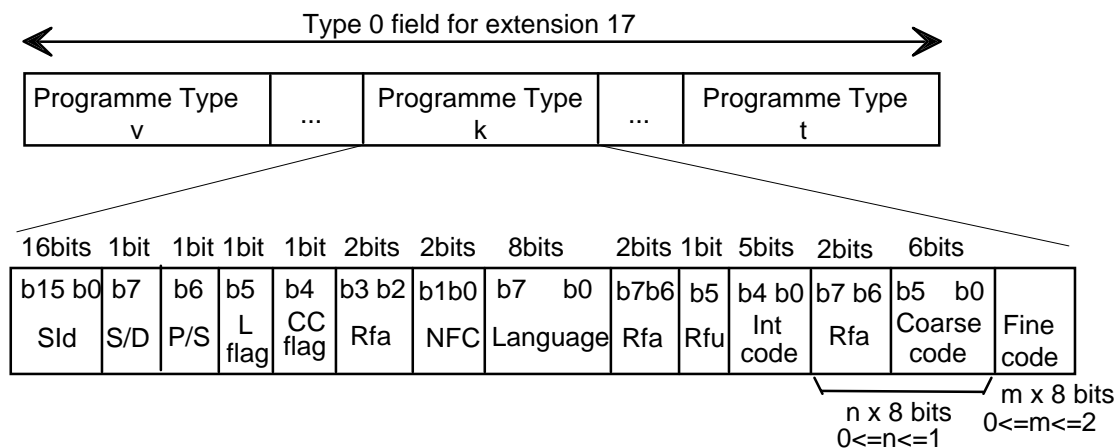 Type 0 field for extension 17
Programme Type ... Programme Type ... Programme Type
v k t
16bits 1bit 1bit 1bit 1bit 2bits 2bits 8bits 2bits 1bit 5bits 2bits 6bits
b15 b0 b7 b6 b5 b4 b3 b2 b1b0 b7 b0 b7b6 b5 b4 b0 b7 b6 b5 b0
SId S/D P/S L flag CC flag Rfa NFC Language Rfa Rfu Int code Rfa Coarse code Fine code
n x 8 bits m x 8 bits
0<=n<=1 0<=m<=2